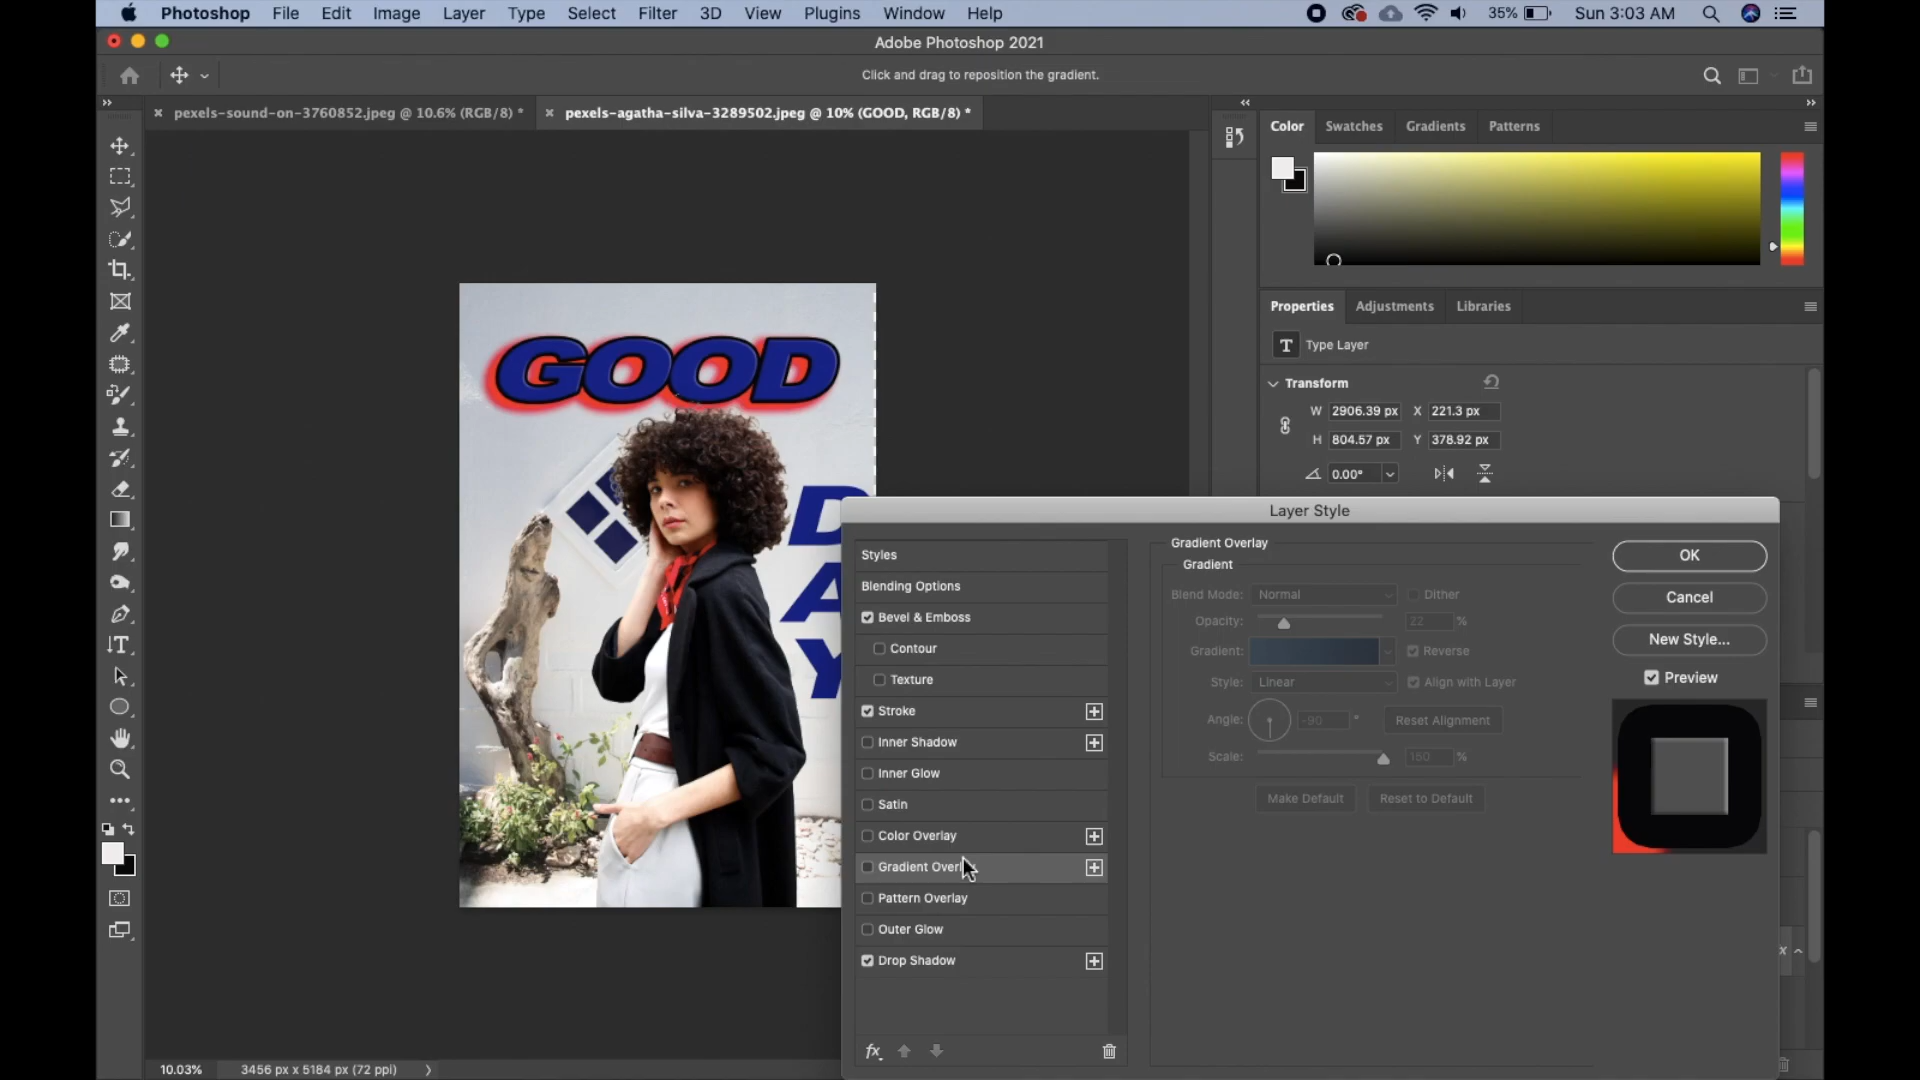 Photoshop File Edit Image Layer Type Select Filter 3D View Plugins Window Help 35% Sun 3:03 AM
Adobe Photoshop 2021
Click and drag to reposition the gradient.
pexels-sound-on-3760852.jpeg @ 10.6% (RGB/8) * pexels-agatha-silva-3289502.jpeg @ 10% (GOOD, RGB/8) *
Color Swatches Gradients Patterns
Properties Adjustments Libraries
T Type Layer
Transform
W 2906.39 px X 221.3 px
H 804.57 px Y 378.92 px
0.00°
GOOD
D
A
Y
Layer Style
Styles
Blending Options
Bevel & Emboss
Contour
Texture
Stroke
Inner Shadow
Inner Glow
Satin
Color Overlay
Gradient Overl
Pattern Overlay
Outer Glow
Drop Shadow
fx
Gradient Overlay
Gradient
Blend Mode: Normal Dither
Opacity: 22 %
Gradient: Reverse
Style: Linear Align with Layer
Angle: -90 ° Reset Alignment
Scale: 150 %
Make Default Reset to Default
OK
Cancel
New Style...
Preview
10.03% 3456 px x 5184 px (72 ppi)